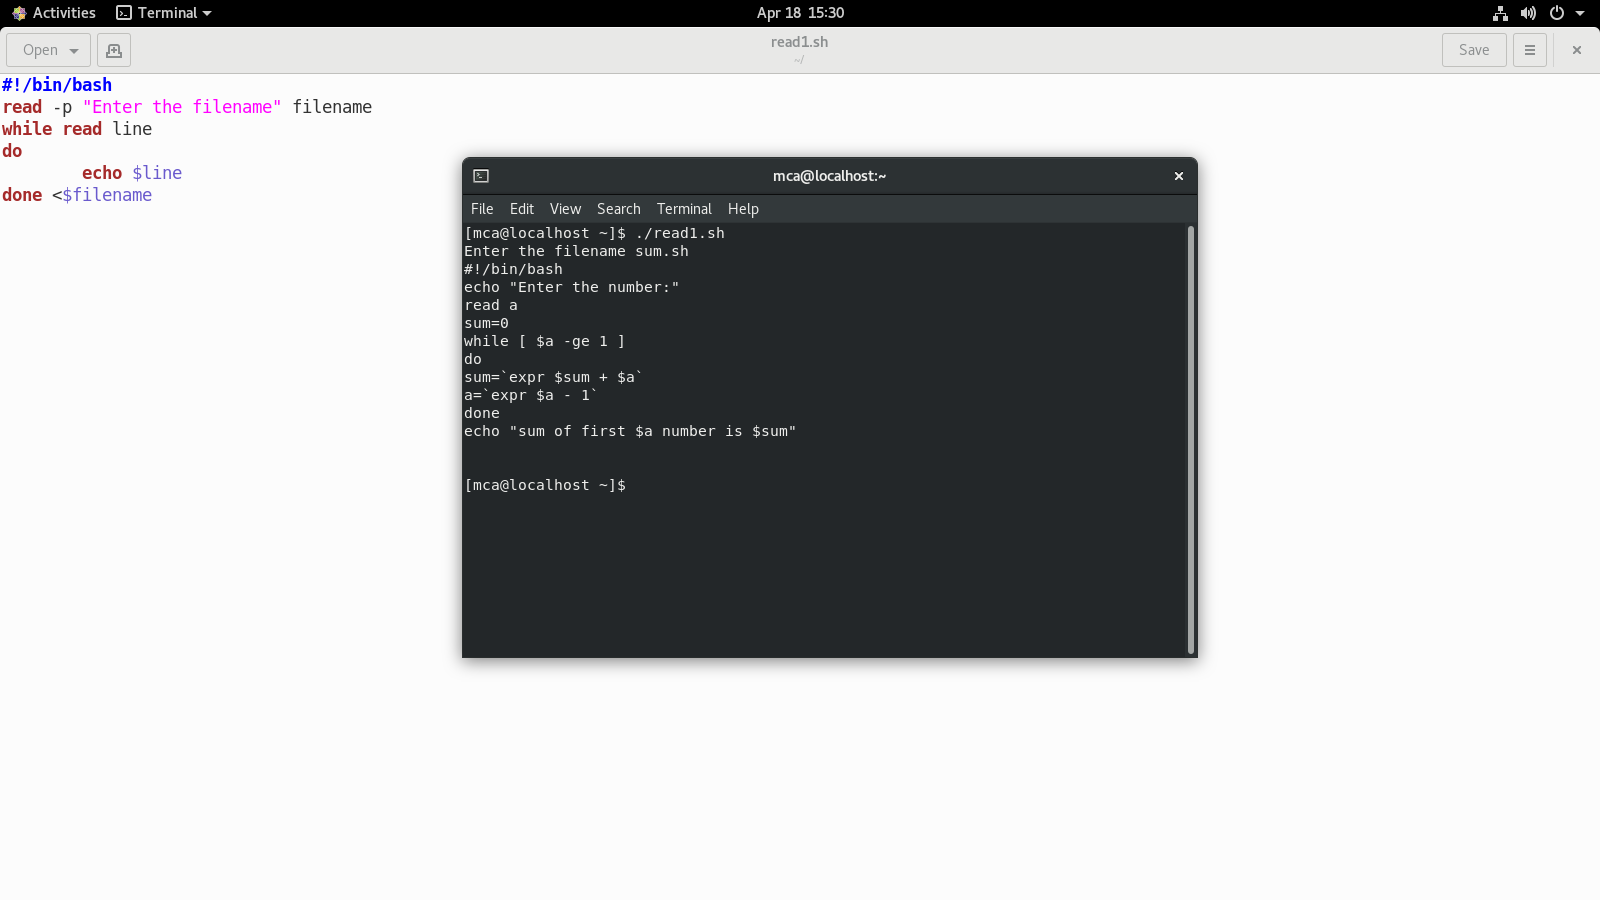 Activities Terminal Apr 18 15:30
Open read1.sh Save
~/
#!/bin/bash
read -p "Enter the filename" filename
while read line
do
        echo $line
done <$filename
mca@localhost:~
File Edit View Search Terminal Help
[mca@localhost ~]$ ./read1.sh
Enter the filename sum.sh
#!/bin/bash
echo "Enter the number:"
read a
sum=0
while [ $a -ge 1 ]
do
sum=`expr $sum + $a`
a=`expr $a - 1`
done
echo "sum of first $a number is $sum"
[mca@localhost ~]$